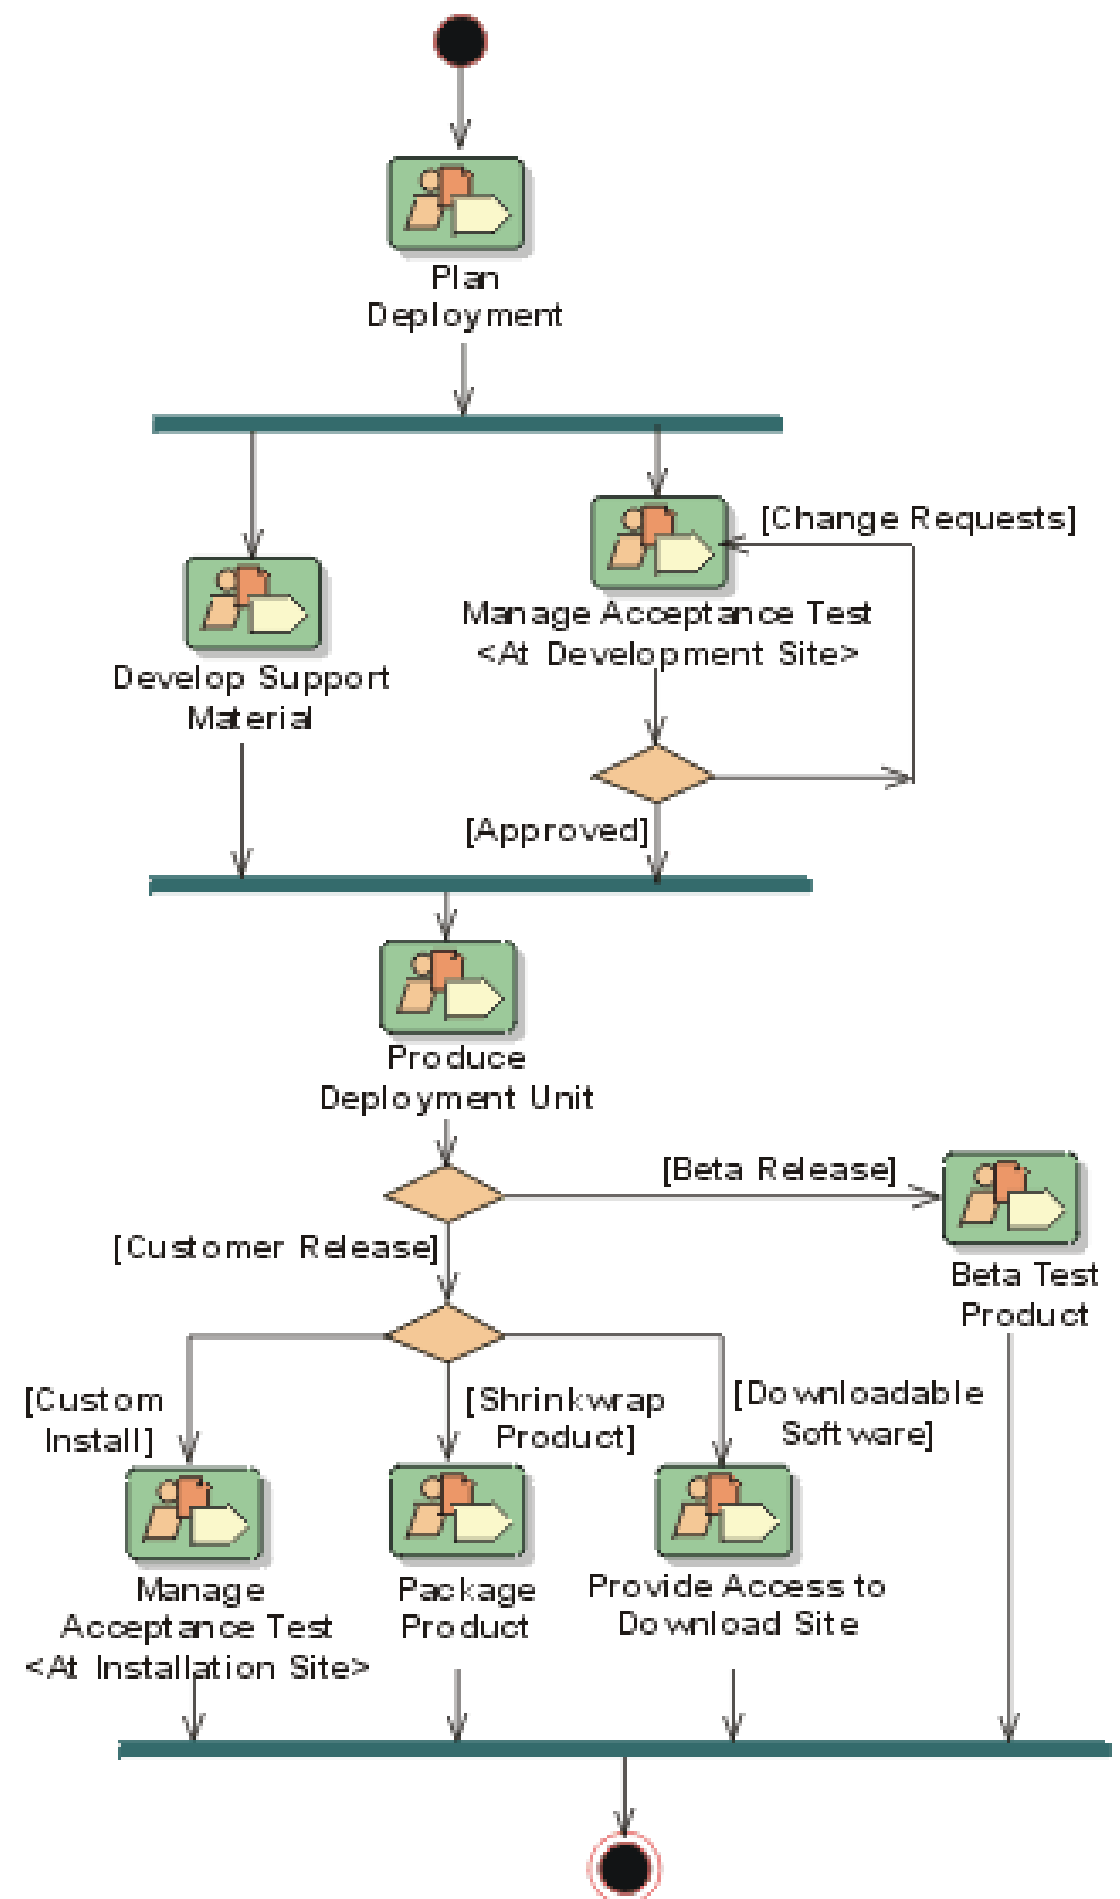 Plan
Deployment
[Change Requests]
Manage Acceptance Test
<At Development Site>
Develop Support
Material
[Approved]
Produce
Deployment Unit
[Beta Release]
[Customer Release]
Beta Test
Product
[Custom
Install]
[Shrinkwrap
Product]
[Downloadable
Software]
Manage
Acceptance Test
<At Installation Site>
Package
Product
Provide Access to
Download Site